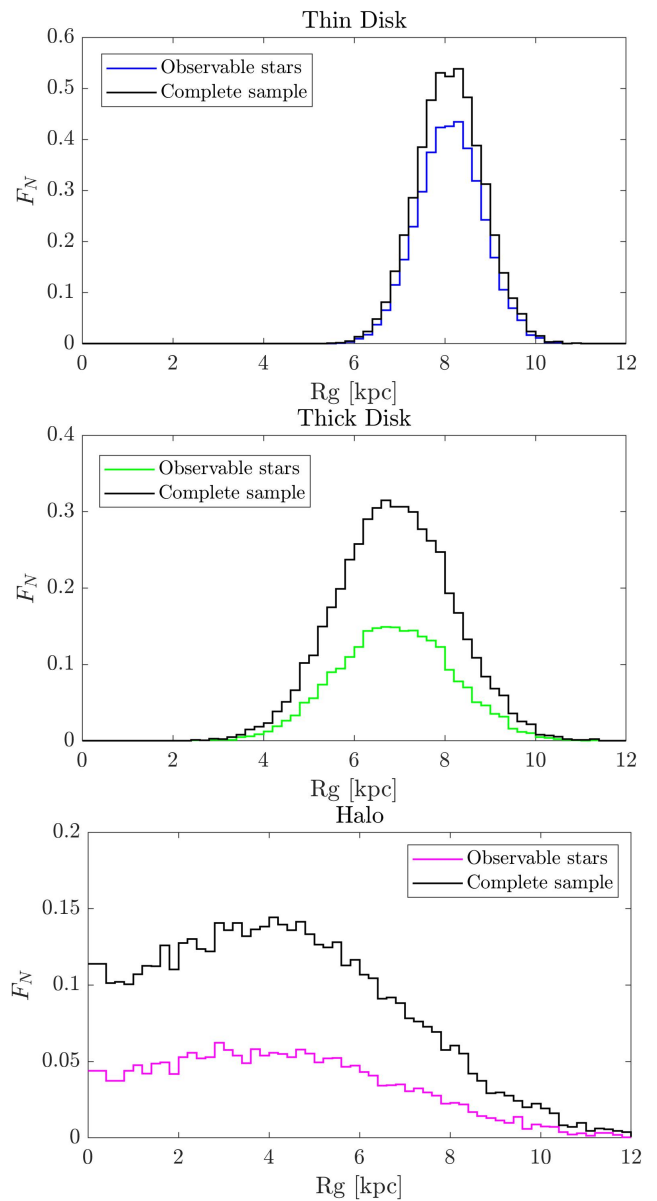 Thin Disk
0.6
Observable stars
Complete sample
0.5
0.4
F_N
0.3
0.2
0.1
0
0 2 4 6 8 10 12
Rg [kpc]
Thick Disk
0.4
Observable stars
Complete sample
0.3
F_N
0.2
0.1
0
0 2 4 6 8 10 12
Rg [kpc]
Halo
0.2
Observable stars
Complete sample
0.15
F_N
0.1
0.05
0
0 2 4 6 8 10 12
Rg [kpc]